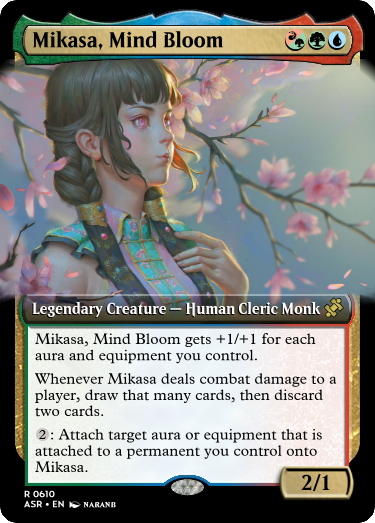 Mikasa, Mind Bloom
Legendary Creature — Human Cleric Monk
Mikasa, Mind Bloom gets +1/+1 for each
aura and equipment you control.
Whenever Mikasa deals combat damage to a
player, draw that many cards, then discard
two cards.
2: Attach target aura or equipment that is
attached to a permanent you control onto
Mikasa.
2/1
R 0610
ASR • EN NARANB